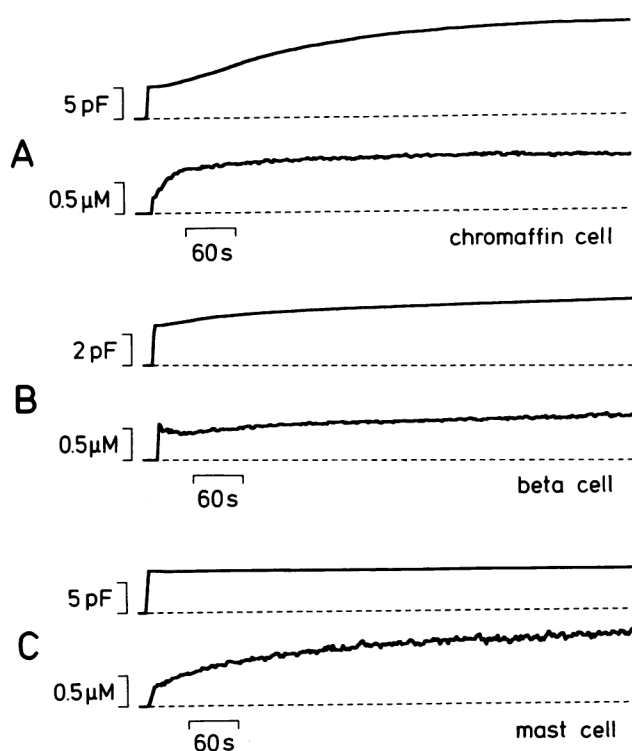 5 pF
A
0.5 μM
60s
chromaffin cell
2 pF
B
0.5μM
60s
beta cell
5 pF
C
0.5μM
60s
mast cell